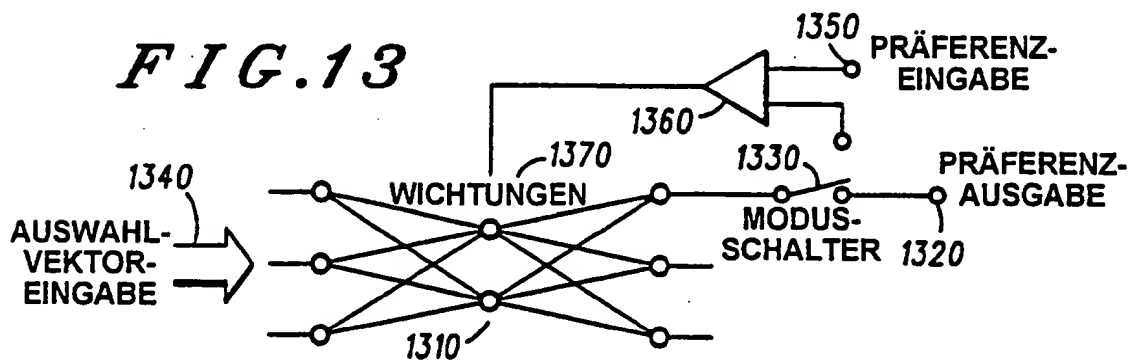 FIG.13
1350
PRÄFERENZ-
EINGABE
1360
1340
1370
WICHTUNGEN
1330
PRÄFERENZ-
AUSGABE
AUSWAHL-
VEKTOR-
EINGABE
MODUS-
SCHALTER
1320
1310